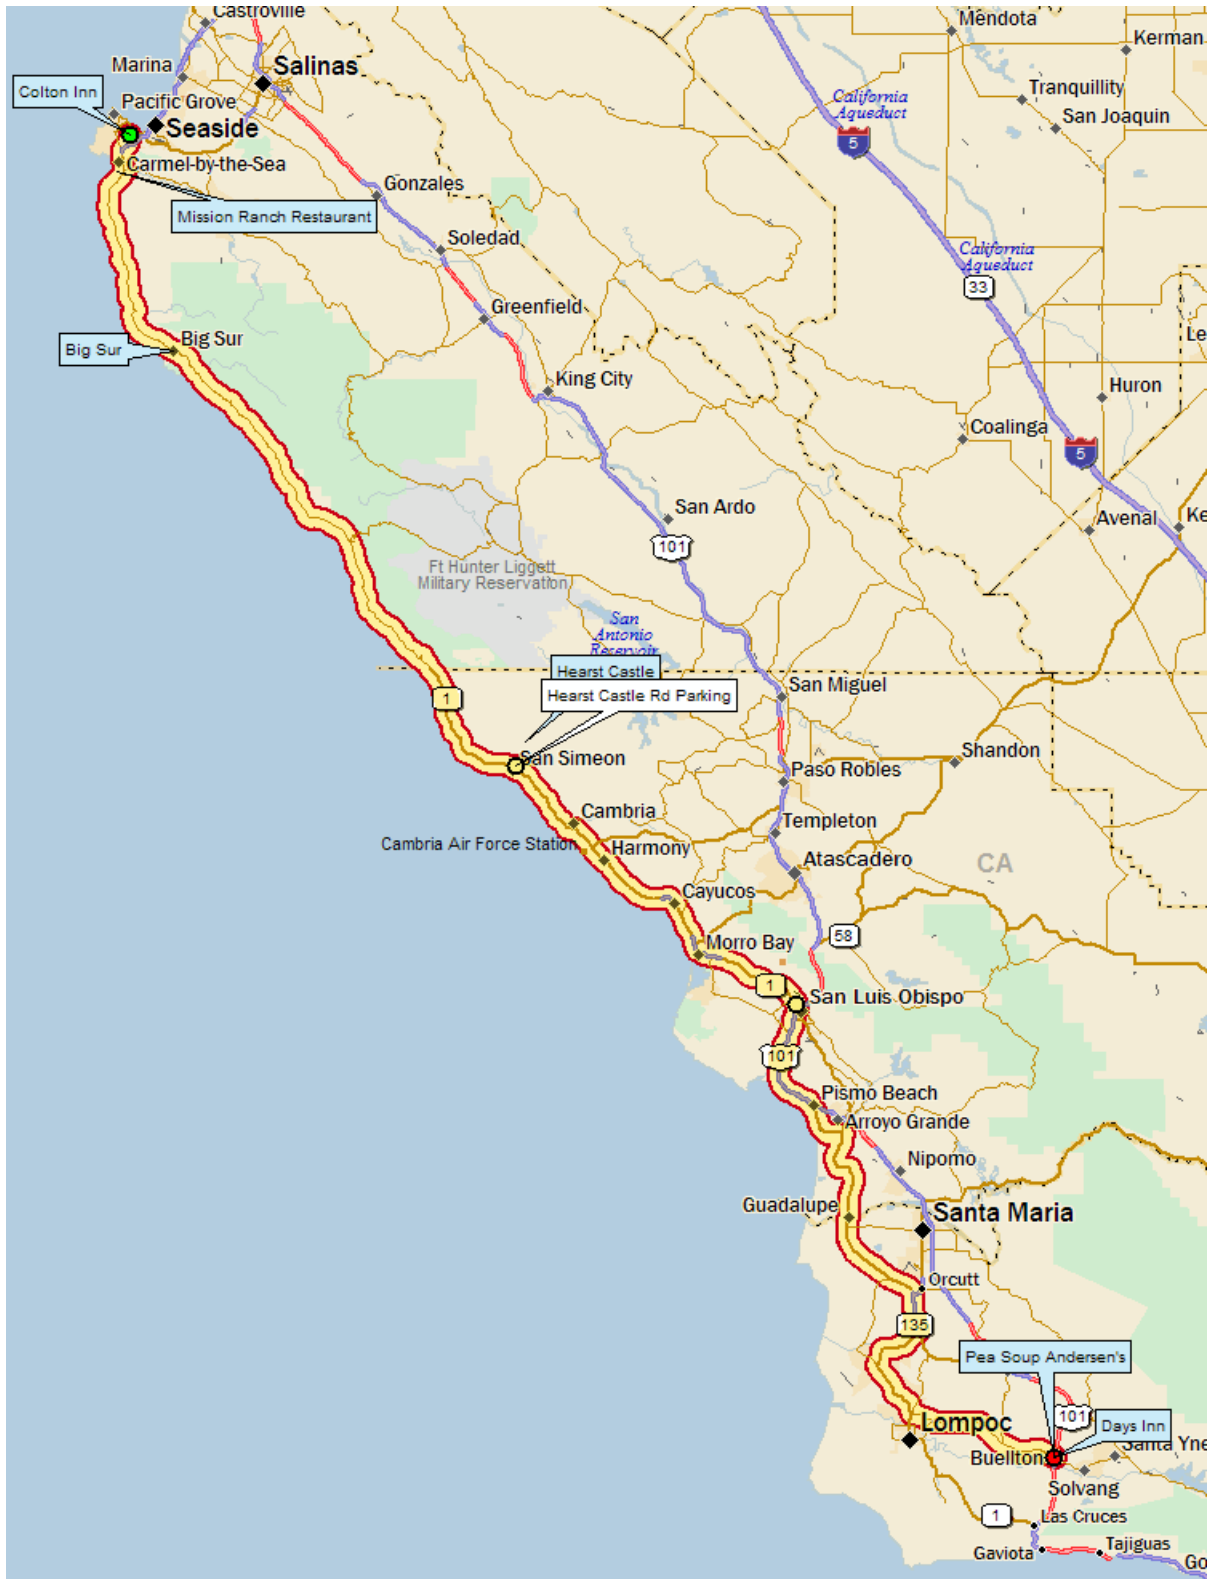 Castroville
Mendota
Kerman
Marina
Salinas
Tranquillity
Colton Inn
Pacific Grove
California
Aqueduct
San Joaquin
Seaside
5
Carmel-by-the-Sea
Gonzales
Mission Ranch Restaurant
Soledad
California
Aqueduct
33
Greenfield
Big Sur
Big Sur
Le
King City
Huron
Coalinga
5
San Ardo
Avenal
Ke
101
Ft Hunter Liggett
Military Reservation
San
Antonio
Reservoir
Hearst Castle
Hearst Castle Rd Parking
San Miguel
1
San Simeon
Shandon
Paso Robles
Cambria
Templeton
Cambria Air Force Station
Harmony
Atascadero
CA
Cayucos
58
Morro Bay
1
San Luis Obispo
101
Pismo Beach
Arroyo Grande
Nipomo
Guadalupe
Santa Maria
Orcutt
135
Pea Soup Andersen's
Lompoc
101
Days Inn
Santa Yne
Buellton
Solvang
1
Las Cruces
Gaviota
Tajiguas
Go